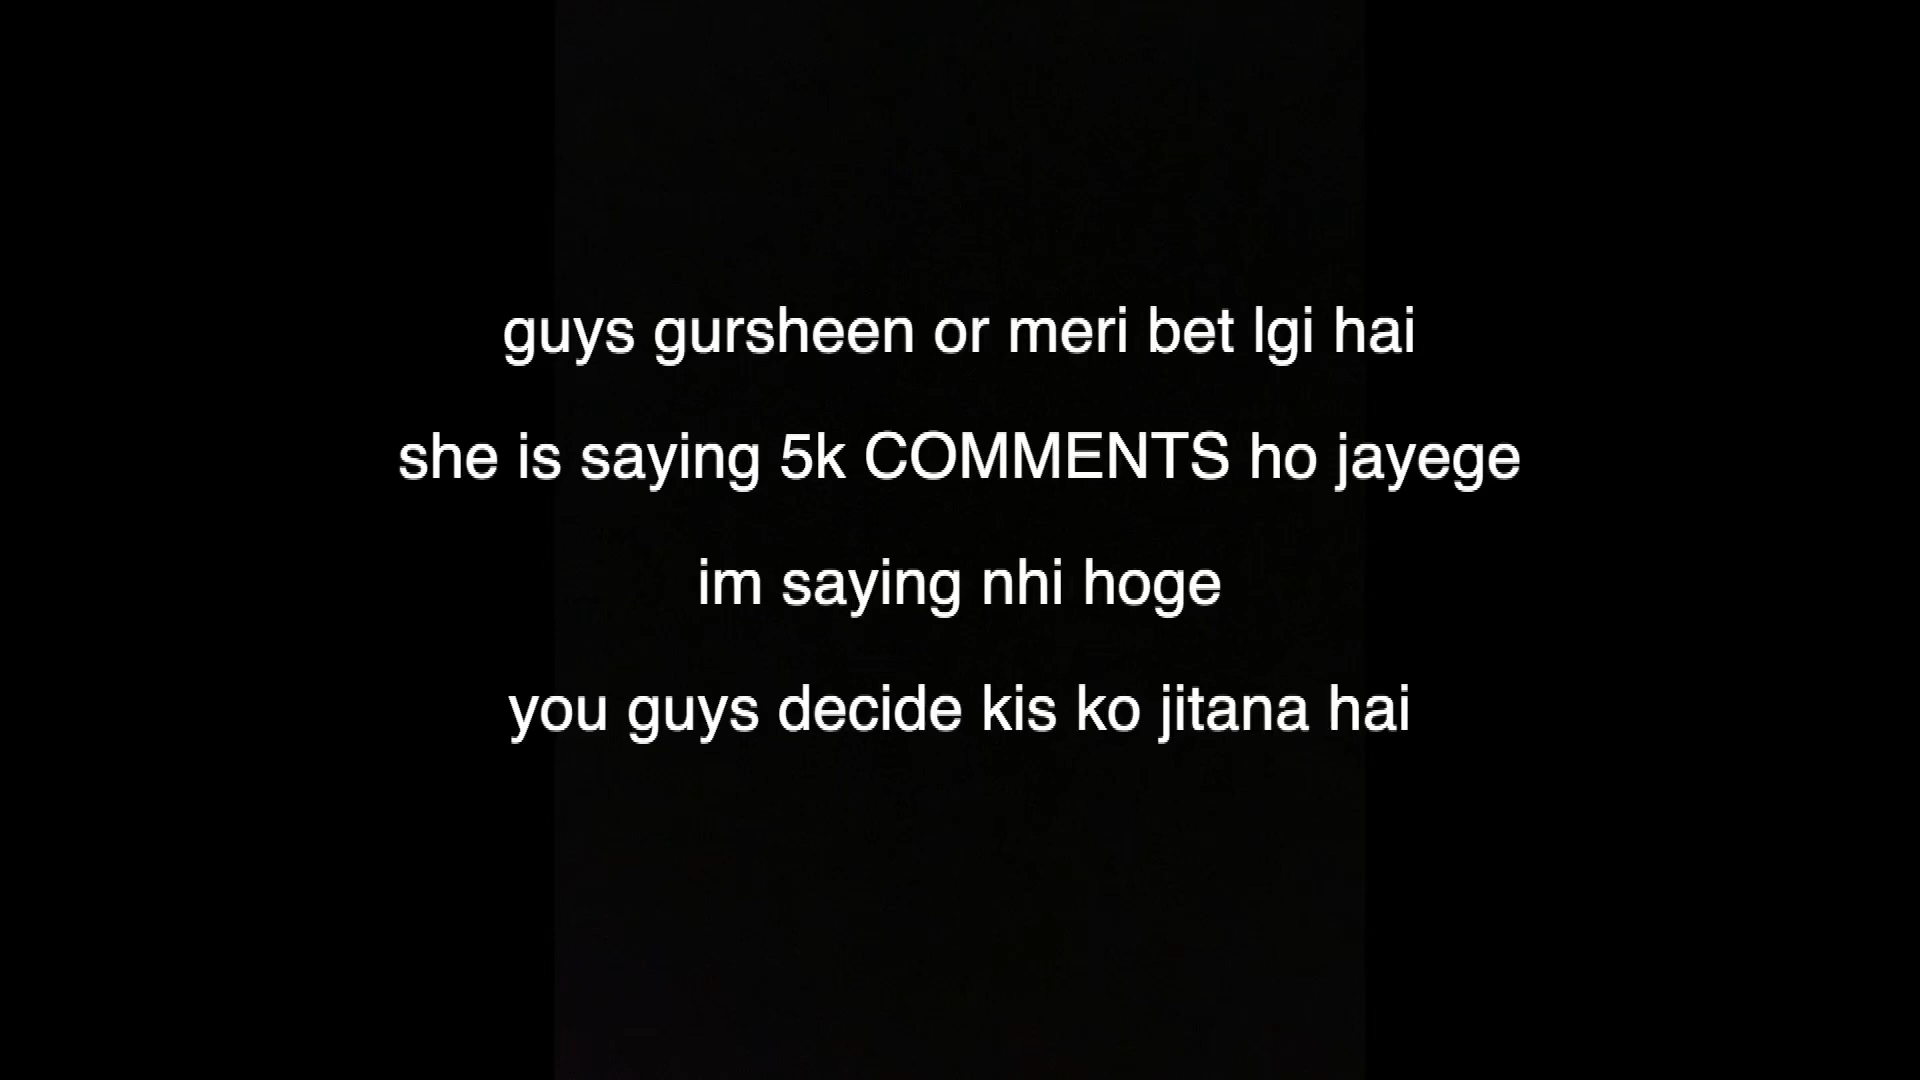 guys gursheen or meri bet lgi hai
she is saying 5k COMMENTS ho jayege
im saying nhi hoge
you guys decide kis ko jitana hai